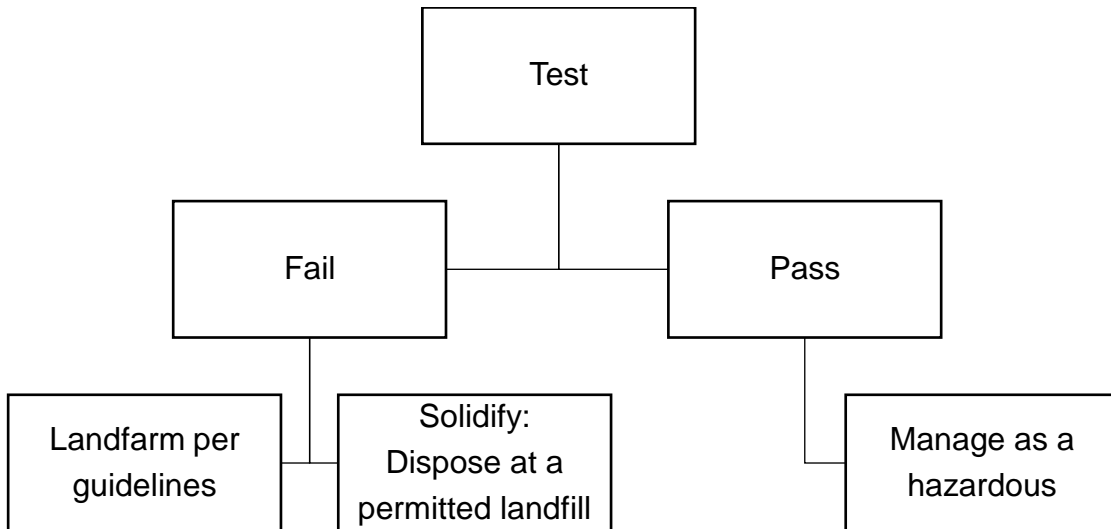 Test
Fail
Pass
Landfarm per
guidelines
Solidify:
Dispose at a
permitted landfill
Manage as a
hazardous